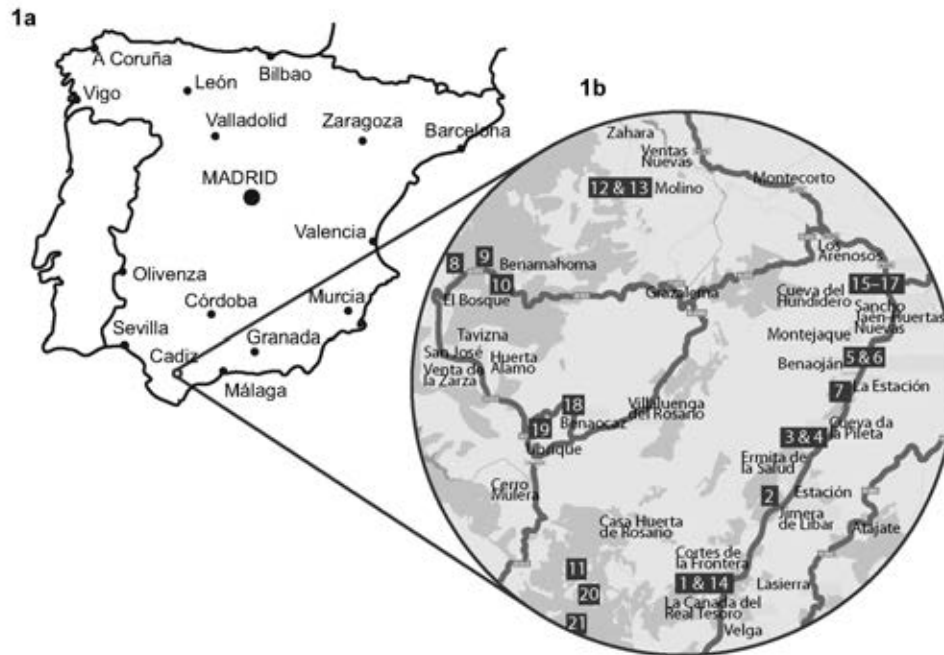 1a
A Coruña
Bilbao
León
Vigo
Valladolid
Zaragoza
Barcelona
MADRID
Valencia
Olivenza
Córdoba
Murcia
Sevilla
Granada
Cadiz
Málaga
1b
Zahara
Ventas
Nuevas
12 & 13
Molino
Montecorto
Los
Arenosos
8
9
Benamahoma
10
El Bosque
Grazalema
Cueva del
Hundidero
15–17
Sancho
Jaen-Huertas
Nuevas
Tavizna
Montejaque
San José
Venta de
la Zarza
Huerta
Alamo
Benaoján
5 & 6
La Estación
7
18
Benaocaz
Villaluenga
del Rosario
19
Ubrique
3 & 4
Cueva da
la Pileta
Ermita de
la Salud
Cerro
Mulera
2
Estación
Jimera
de Libar
Casa Huerta
de Rosario
Atajate
11
Cortes de
la Frontera
1 & 14
Lasierra
20
La Canada del
Real Tesoro
21
Velga